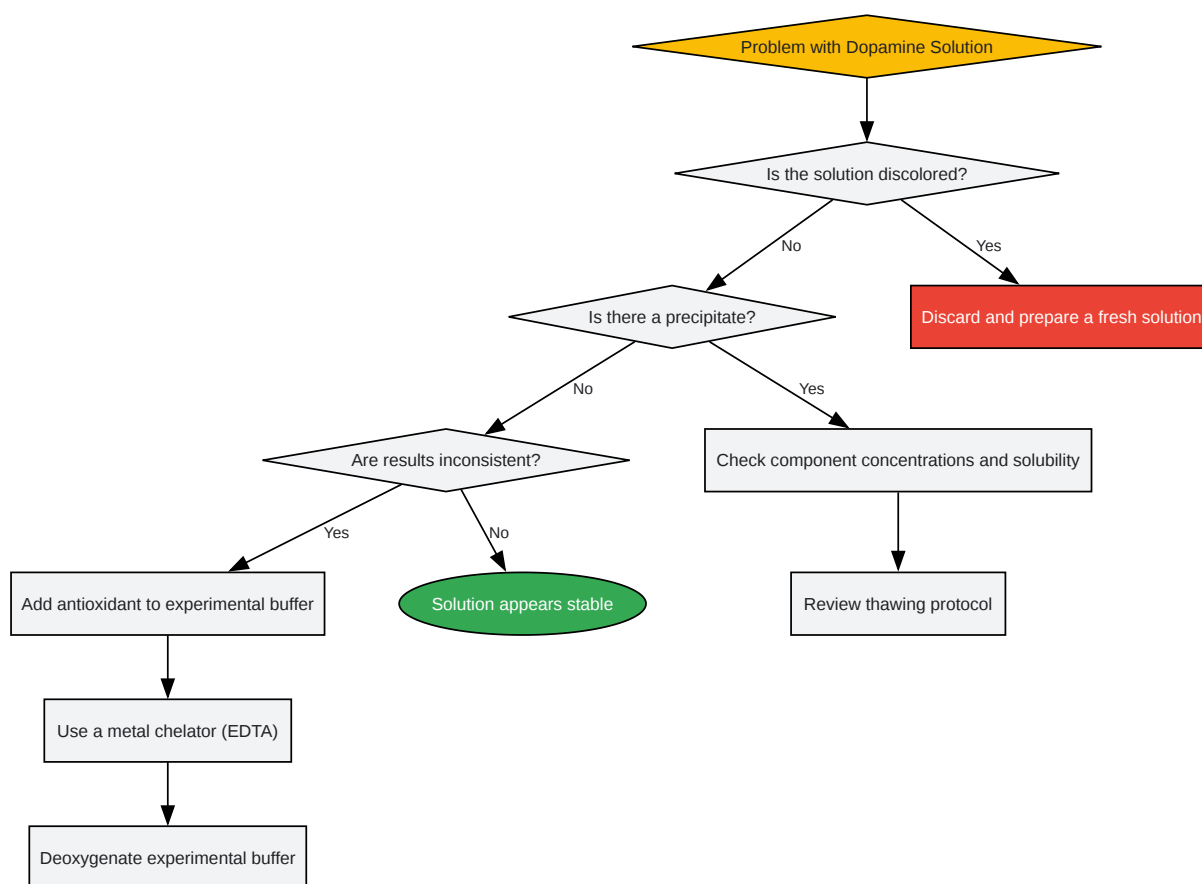 Problem with Dopamine Solution
Is the solution discolored?
No
Yes
Is there a precipitate?
Discard and prepare a fresh solution
No
Yes
Are results inconsistent?
Check component concentrations and solubility
Yes
No
Add antioxidant to experimental buffer
Solution appears stable
Review thawing protocol
Use a metal chelator (EDTA)
Deoxygenate experimental buffer